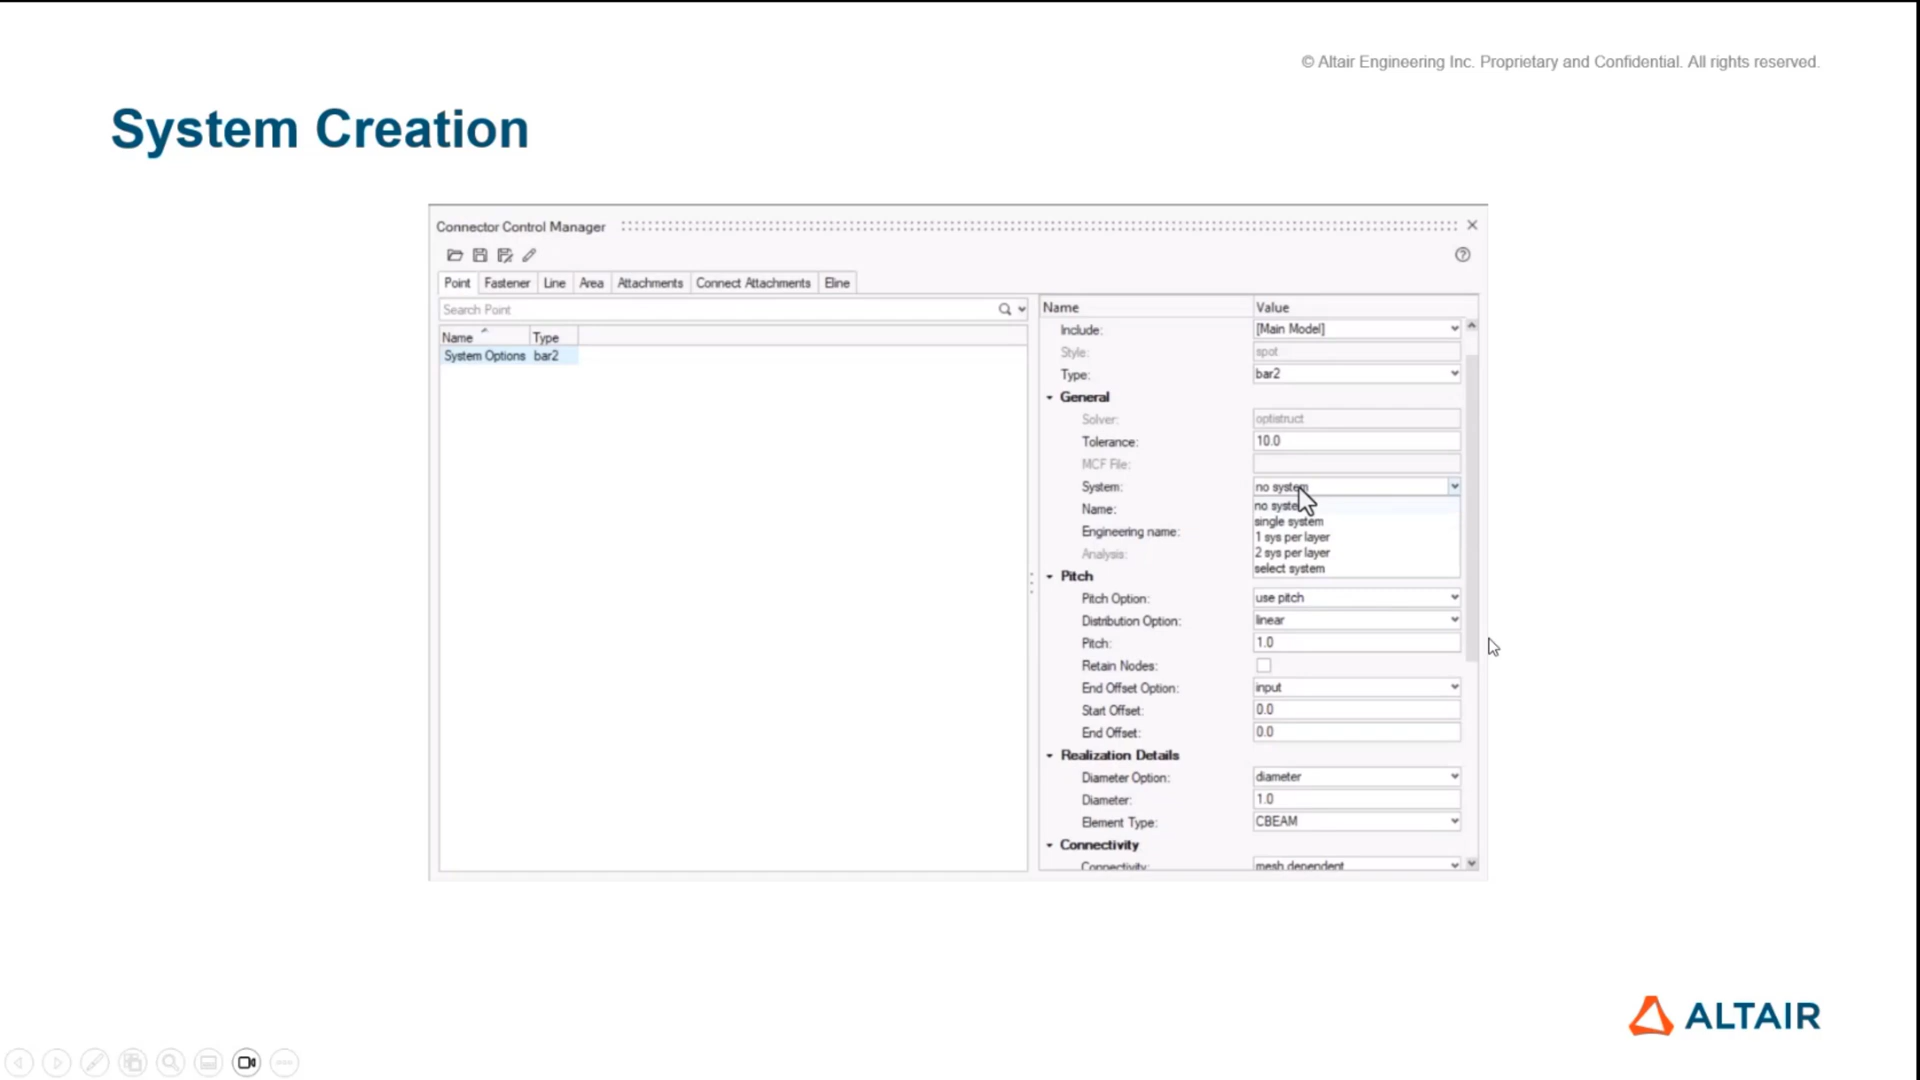 © Altair Engineering Inc. Proprietary and Confidential. All rights reserved.
System Creation
Connector Control Manager
Point Fastener Line Area Attachments Connect Attachments Eline
Search Point
Name Type
System Options bar2
Name Value
Include: [Main Model]
Style: spot
Type: bar2
General
Solver: optistruct
Tolerance: 10.0
MCF File:
System: no system
no system
single system
1 sys per layer
2 sys per layer
select system
Name:
Engineering name:
Analysis:
Pitch
Pitch Option: use pitch
Distribution Option: linear
Pitch: 1.0
Retain Nodes:
End Offset Option: input
Start Offset: 0.0
End Offset: 0.0
Realization Details
Diameter Option: diameter
Diameter: 1.0
Element Type: CBEAM
Connectivity
Connectivity: mesh dependent
ALTAIR